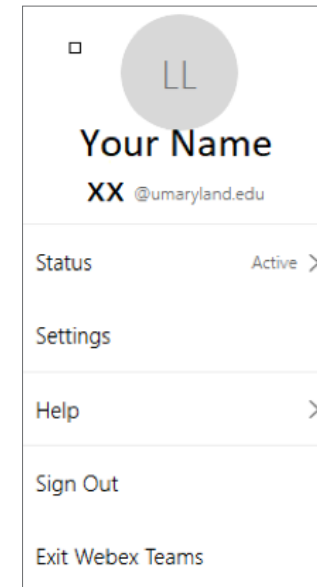 LL
Your Name
XX @umaryland.edu
Status Active
Settings
Help
Sign Out
Exit Webex Teams